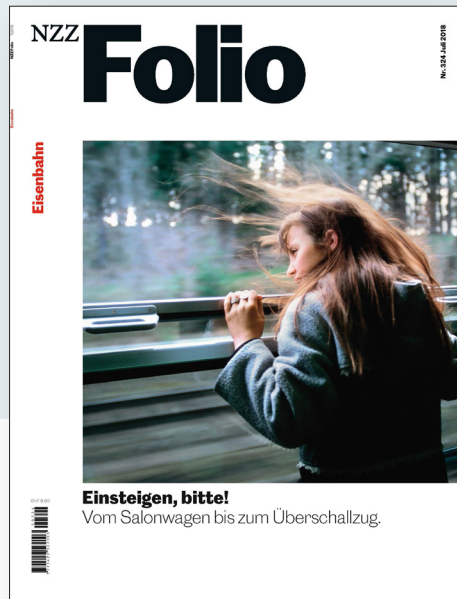 NZZ
Folio
Nr. 324 Juli 2018
Eisenbahn
Einsteigen, bitte!
Vom Salonwagen bis zum Überschallzug.